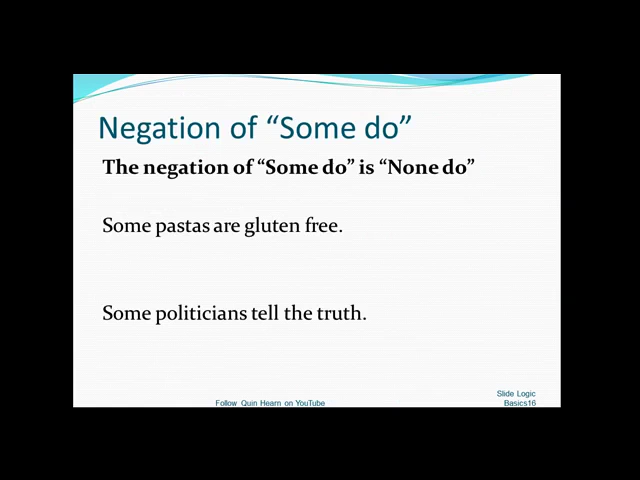 Negation of “Some do”
The negation of “Some do” is “None do”
Some pastas are gluten free.
Some politicians tell the truth.
Follow Quin Hearn on YouTube
Slide Logic
Basics16